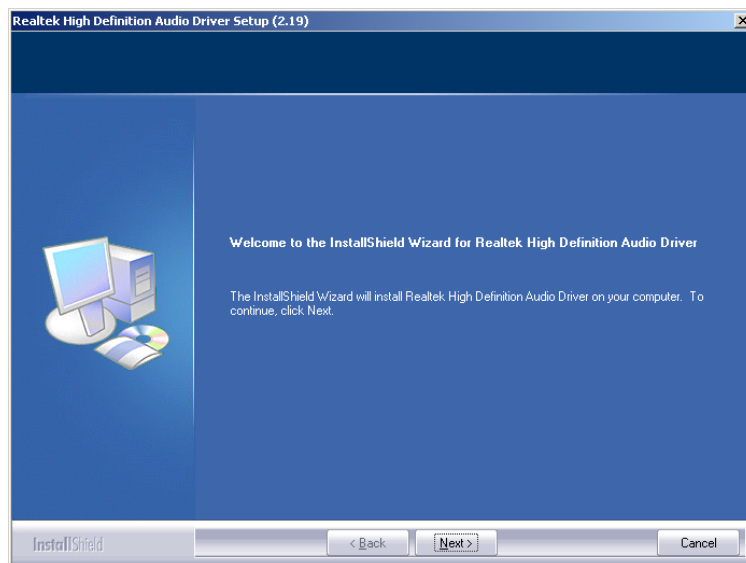 Realtek High Definition Audio Driver Setup (2.19)
Welcome to the InstallShield Wizard for Realtek High Definition Audio Driver
The InstallShield Wizard will install Realtek High Definition Audio Driver on your computer. To
continue, click Next.
InstallShield
< Back
Next >
Cancel